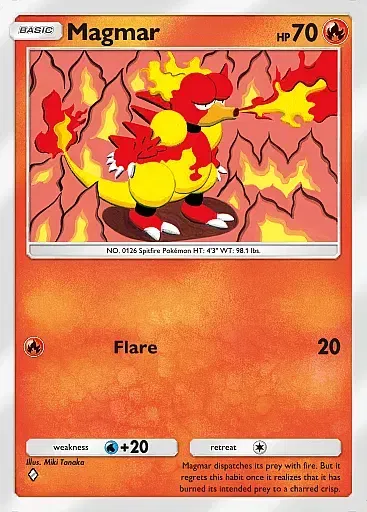 BASIC Magmar HP 70
NO. 0126 Spitfire Pokémon HT: 4'3" WT: 98.1 lbs.
Flare 20
weakness +20 retreat
Illus. Miki Tanaka
Magmar dispatches its prey with fire. But it
regrets this habit once it realizes that it has
burned its intended prey to a charred crisp.